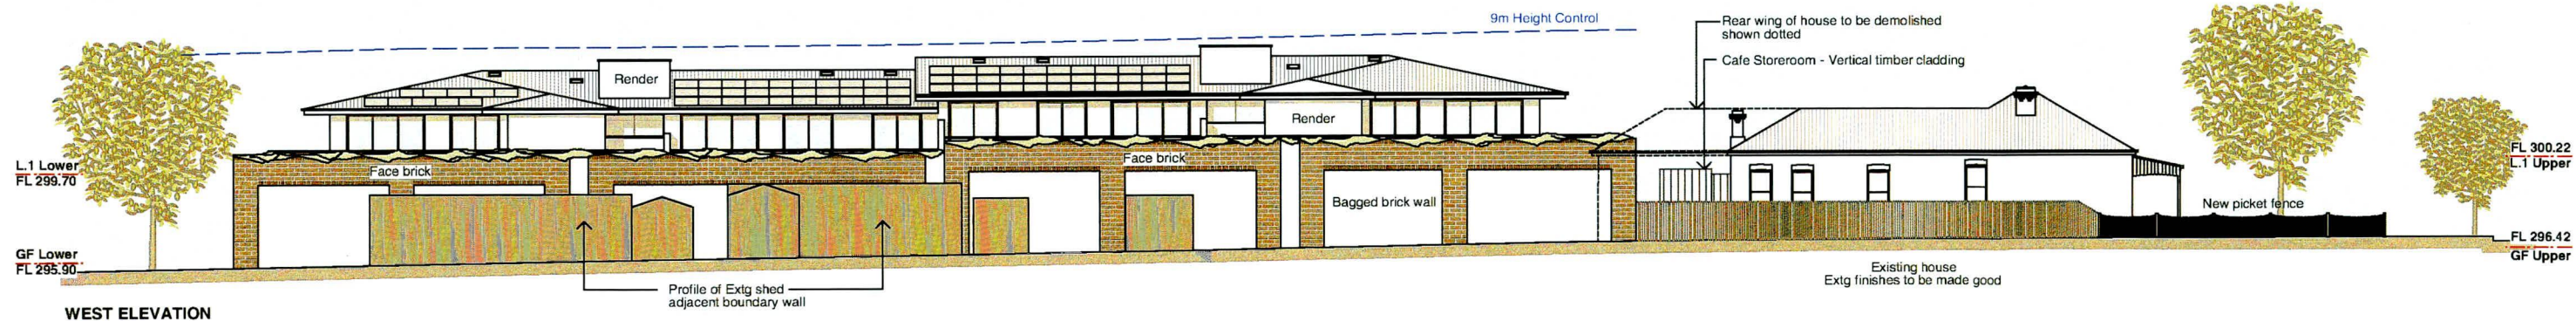 9m Height Control
Rear wing of house to be demolished
shown dotted
Cafe Storeroom - Vertical timber cladding
Render
Render
L.1 Lower
FL 299.70
Face brick
Face brick
FL 300.22
L.1 Upper
Bagged brick wall
New picket fence
GF Lower
FL 295.90
FL 296.42
GF Upper
Profile of Extg shed
adjacent boundary wall
Existing house
Extg finishes to be made good
WEST ELEVATION